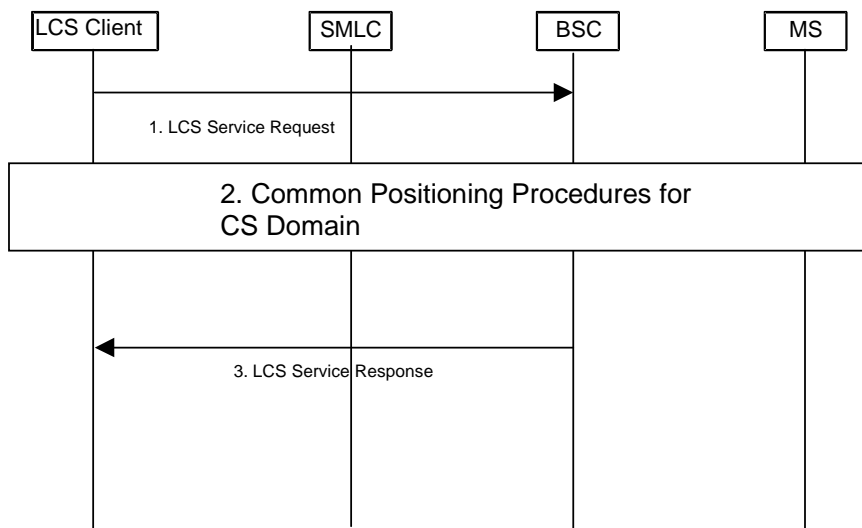 LCS Client
SMLC
BSC
MS
1. LCS Service Request
2. Common Positioning Procedures for
CS Domain
3. LCS Service Response